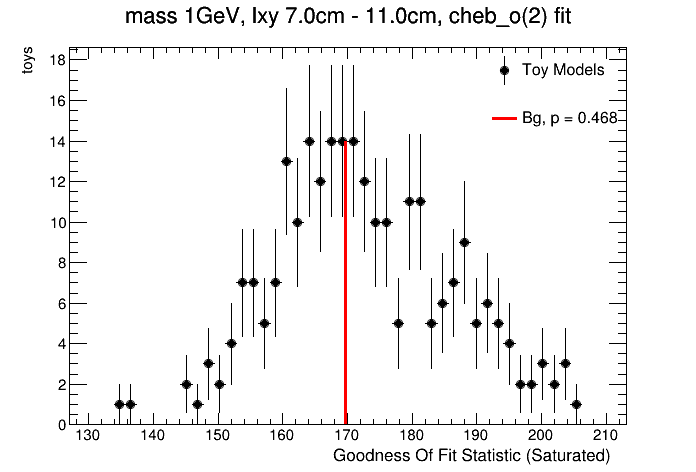 mass 1GeV, lxy 7.0cm - 11.0cm, cheb_o(2) fit
toys
18
16
14
12
10
8
6
4
2
0
Toy Models
Bg, p = 0.468
130 140 150 160 170 180 190 200 210
Goodness Of Fit Statistic (Saturated)